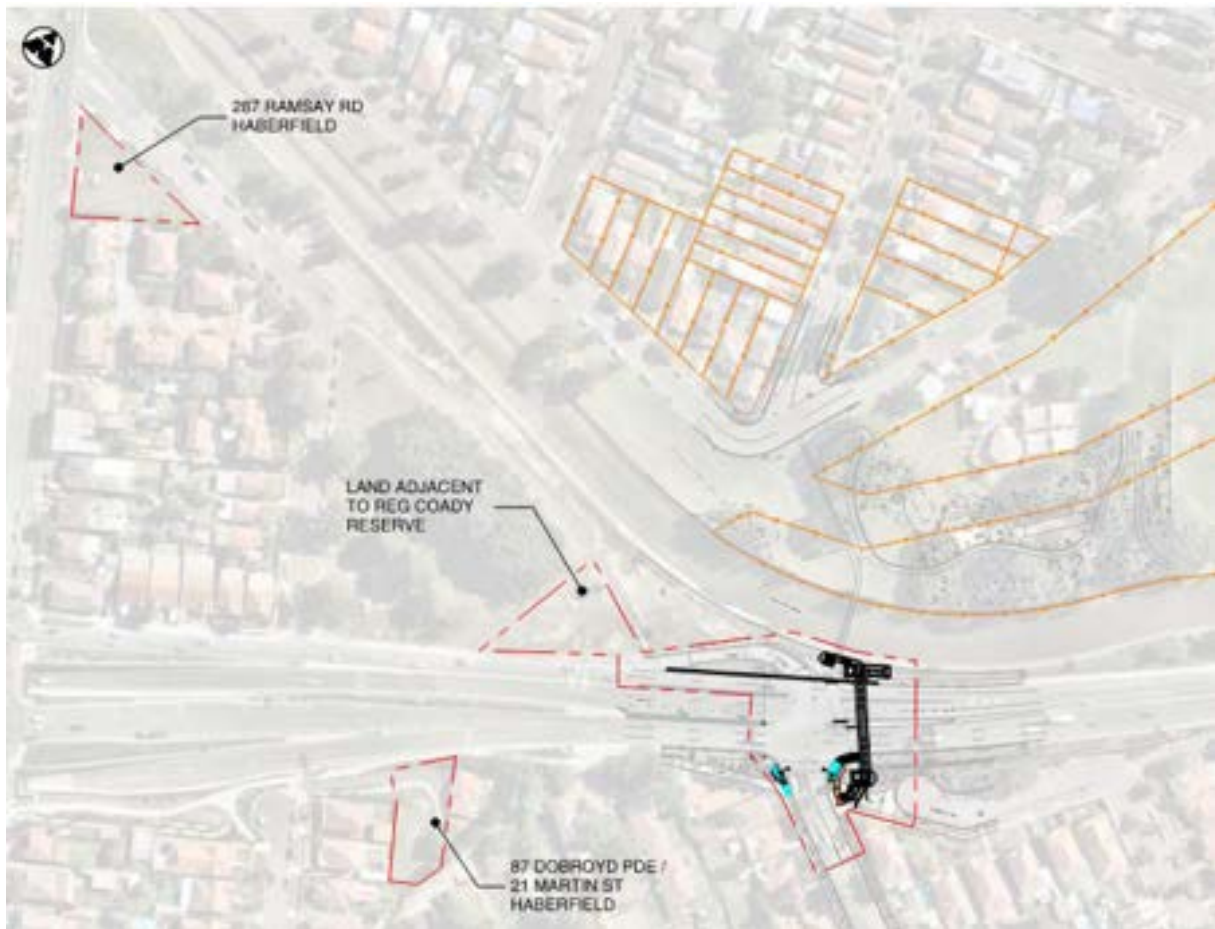 287 RAMSAY RD
HABERFIELD
LAND ADJACENT
TO REG COADY
RESERVE
87 DOBROYD PDE /
21 MARTIN ST
HABERFIELD